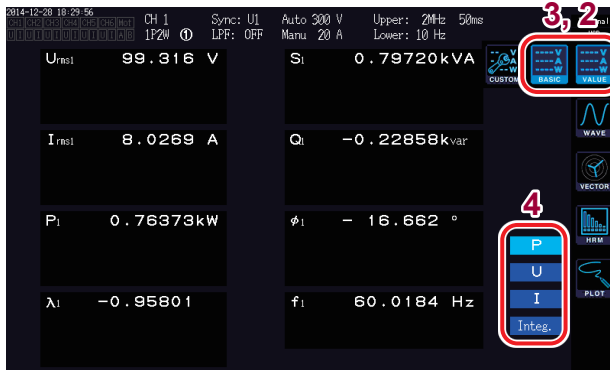 2014-12-20 18:29:56
CH1 CH2 CH3 CH4 CH5 CH6 Mot
U I U I U I U I U I U I A B
CH 1 Sync: U1 Auto 300 V Upper: 2MHz 50ms
1P2W ① LPF: OFF Manu 20 A Lower: 10 Hz
3, 2
Urms1 99.316 V
S1 0.79720kVA
CUSTOM
BASIC
VALUE
Irms1 8.0269 A
Q1 -0.22858kvar
WAVE
VECTOR
P1 0.76373kW
φ1 - 16.662 °
4
HRM
P
U
I
Integ.
PLOT
λ1 -0.95801
f1 60.0184 Hz